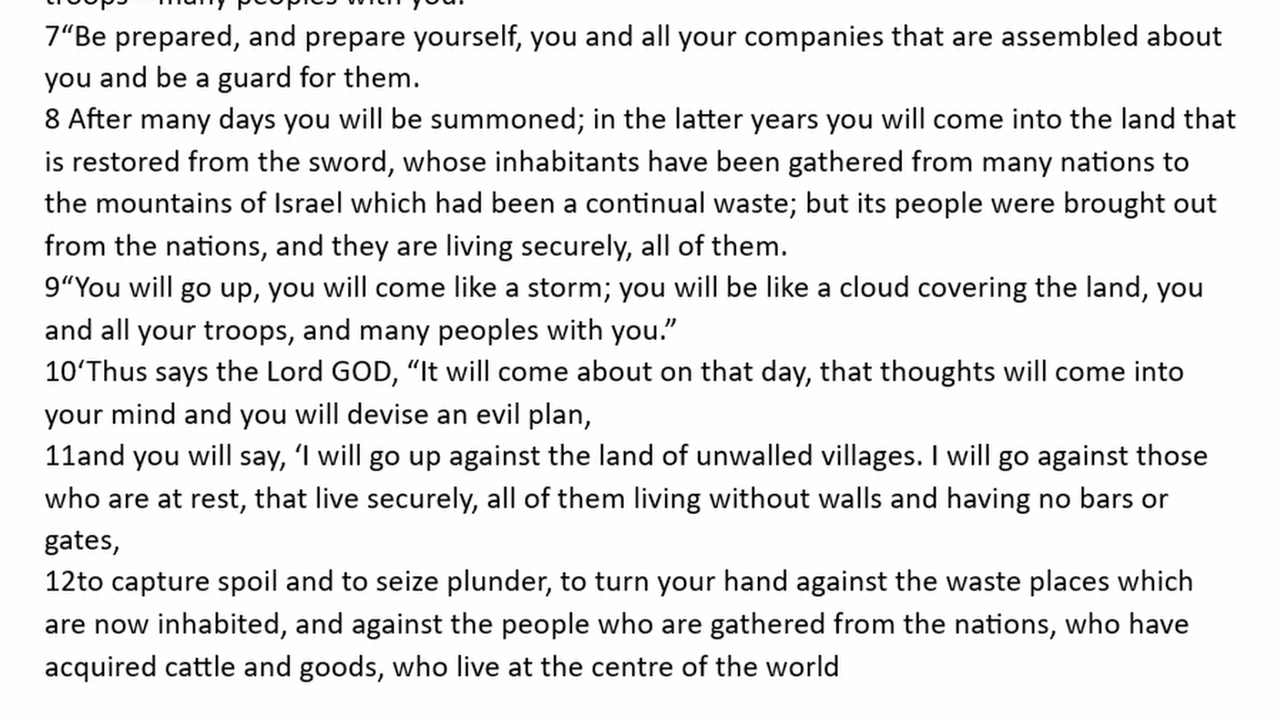 troops—many peoples with you.
7“Be prepared, and prepare yourself, you and all your companies that are assembled about
you and be a guard for them.
8 After many days you will be summoned; in the latter years you will come into the land that
is restored from the sword, whose inhabitants have been gathered from many nations to
the mountains of Israel which had been a continual waste; but its people were brought out
from the nations, and they are living securely, all of them.
9“You will go up, you will come like a storm; you will be like a cloud covering the land, you
and all your troops, and many peoples with you.”
10‘Thus says the Lord GOD, “It will come about on that day, that thoughts will come into
your mind and you will devise an evil plan,
11and you will say, ‘I will go up against the land of unwalled villages. I will go against those
who are at rest, that live securely, all of them living without walls and having no bars or
gates,
12to capture spoil and to seize plunder, to turn your hand against the waste places which
are now inhabited, and against the people who are gathered from the nations, who have
acquired cattle and goods, who live at the centre of the world